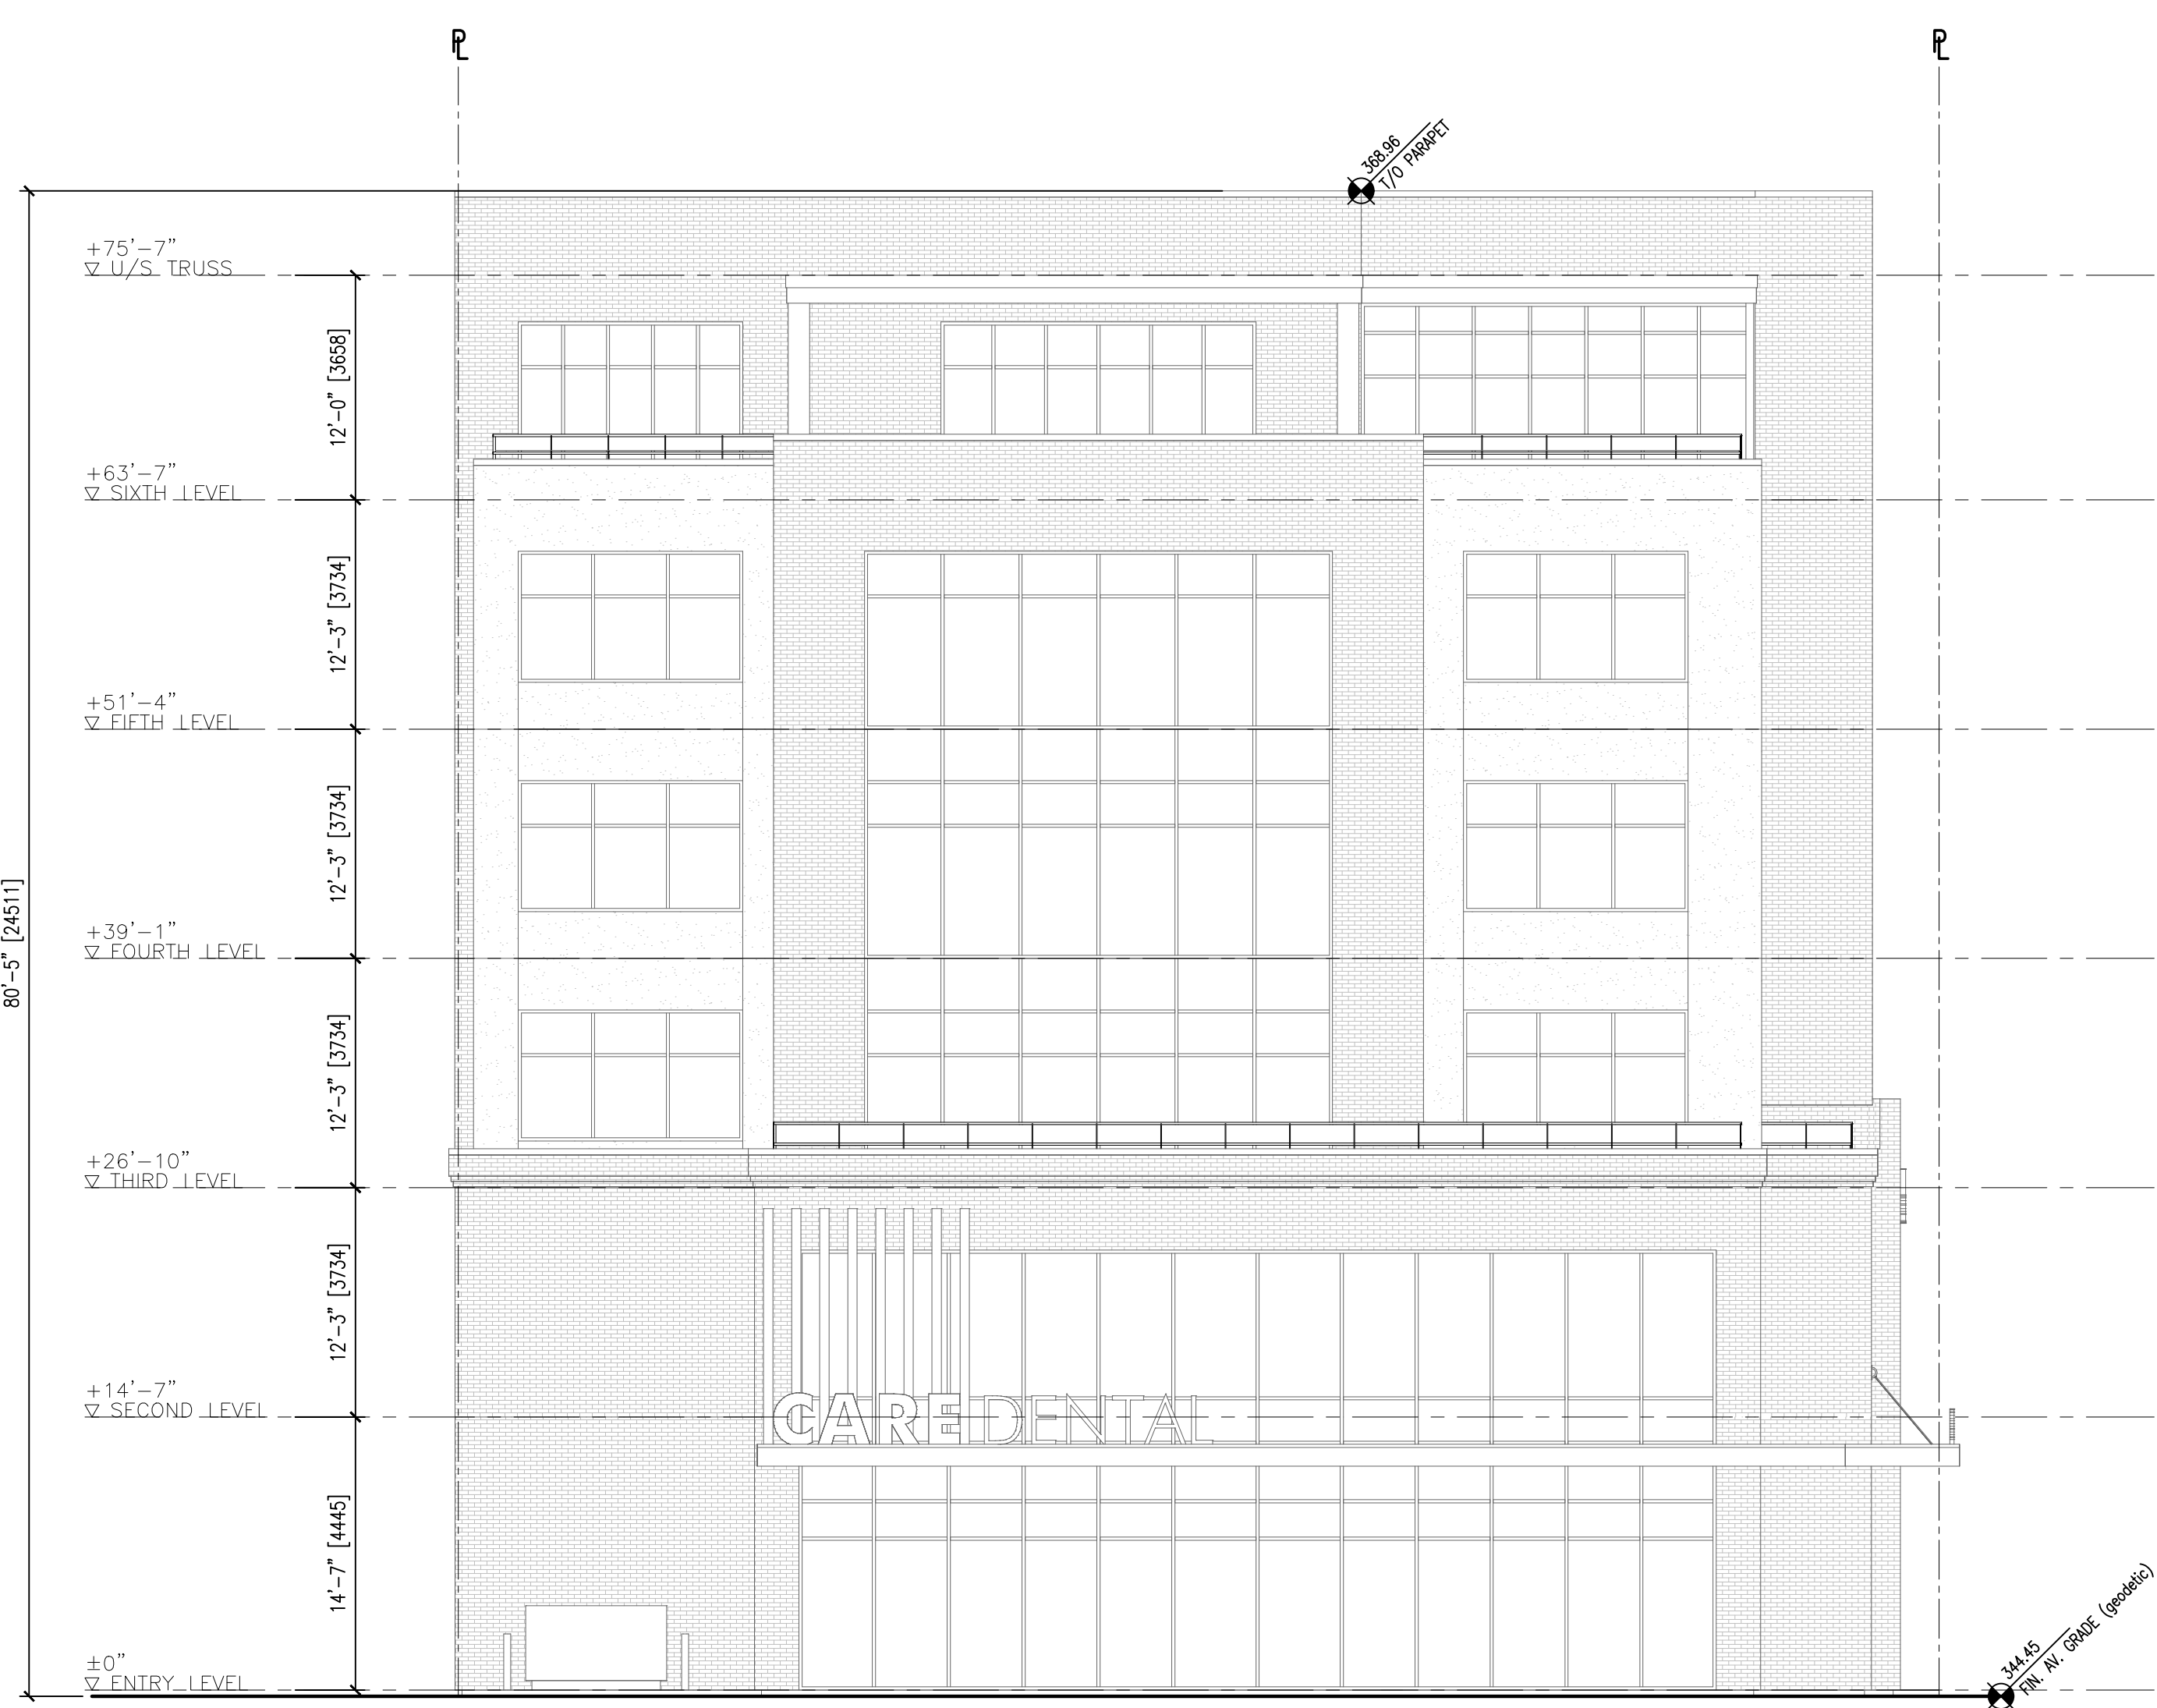 PL
PL
368.96
T/O PARAPET
+75'-7"
U/S TRUSS
12'-0" [3658]
+63'-7"
SIXTH LEVEL
12'-3" [3734]
+51'-4"
FIFTH LEVEL
12'-3" [3734]
80'-5" [24511]
+39'-1"
FOURTH LEVEL
12'-3" [3734]
+26'-10"
THIRD LEVEL
12'-3" [3734]
+14'-7"
SECOND LEVEL
CARE DENTAL
14'-7" [4445]
±0"
ENTRY LEVEL
344.45
FIN. AV. GRADE (geodetic)